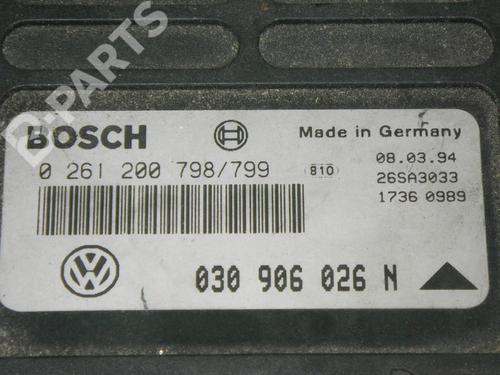 B-PARTS
BOSCH
Made in Germany
0 261 200 798/799
810
08.03.94
26SA3033
1736 0989
VW
030 906 026 N